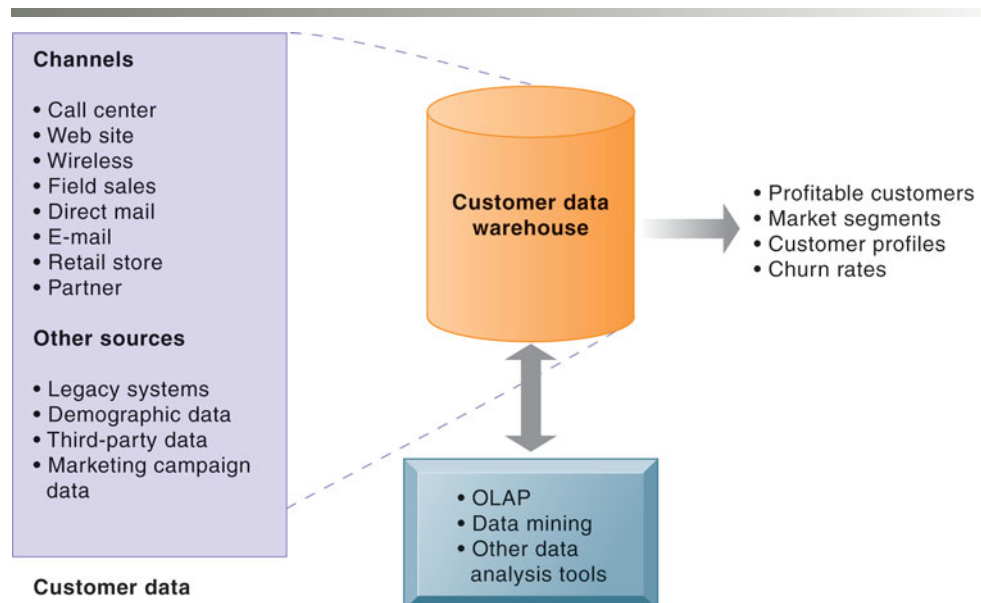 Channels
• Call center
• Web site
• Wireless
• Field sales
• Direct mail
• E-mail
• Retail store
• Partner
Other sources
• Legacy systems
• Demographic data
• Third-party data
• Marketing campaign
data
Customer data
Customer data
warehouse
• Profitable customers
• Market segments
• Customer profiles
• Churn rates
• OLAP
• Data mining
• Other data
analysis tools